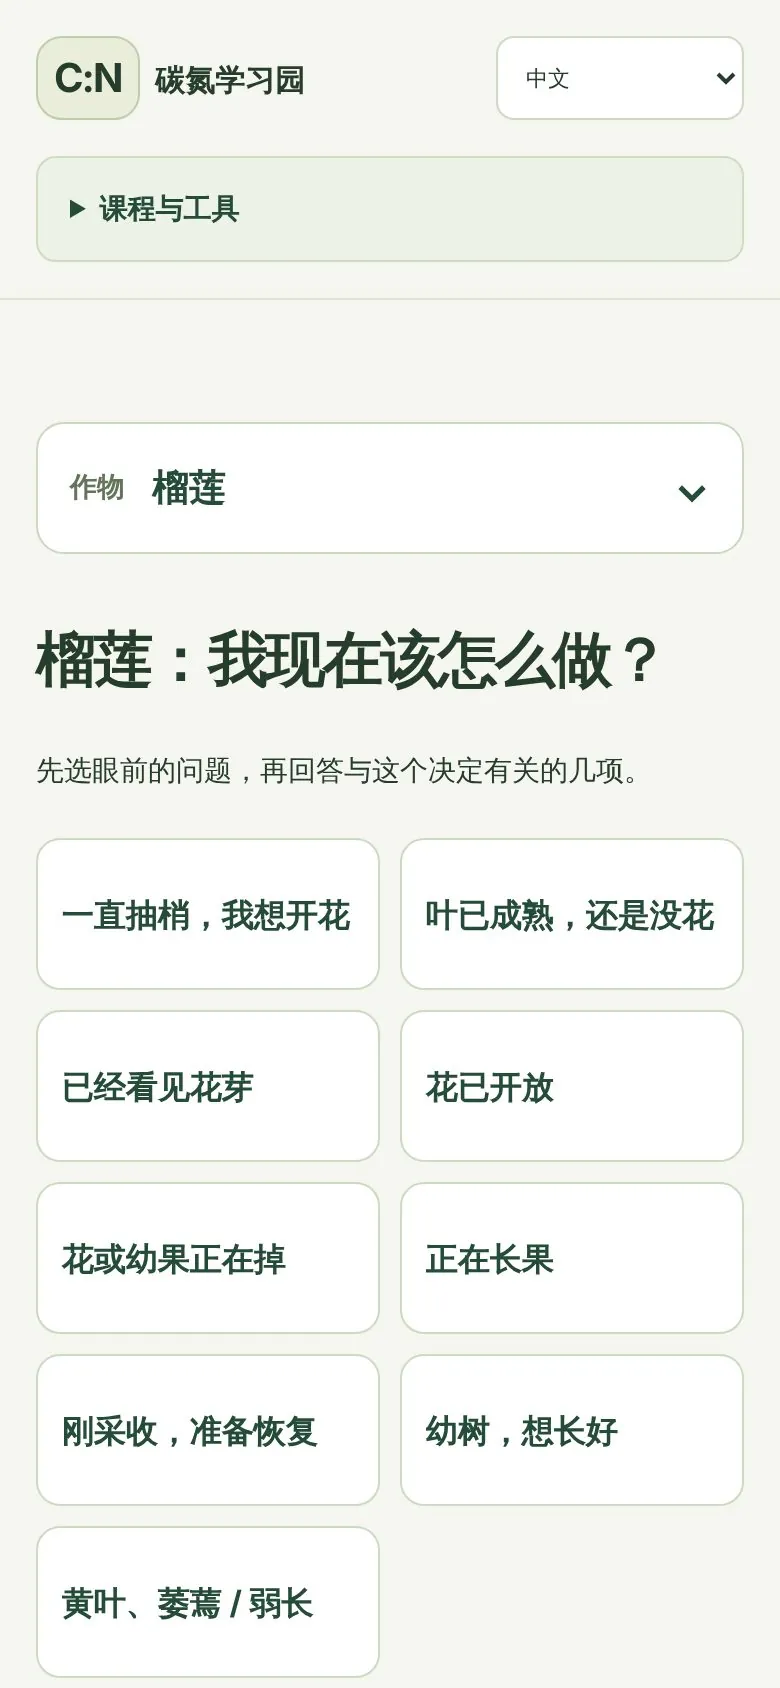 C:N 碳氮学习园 中文
▶ 课程与工具
作物 榴莲
榴莲：我现在该怎么做？
先选眼前的问题，再回答与这个决定有关的几项。
一直抽梢，我想开花
叶已成熟，还是没花
已经看见花芽
花已开放
花或幼果正在掉
正在长果
刚采收，准备恢复
幼树，想长好
黄叶、萎蔫 / 弱长